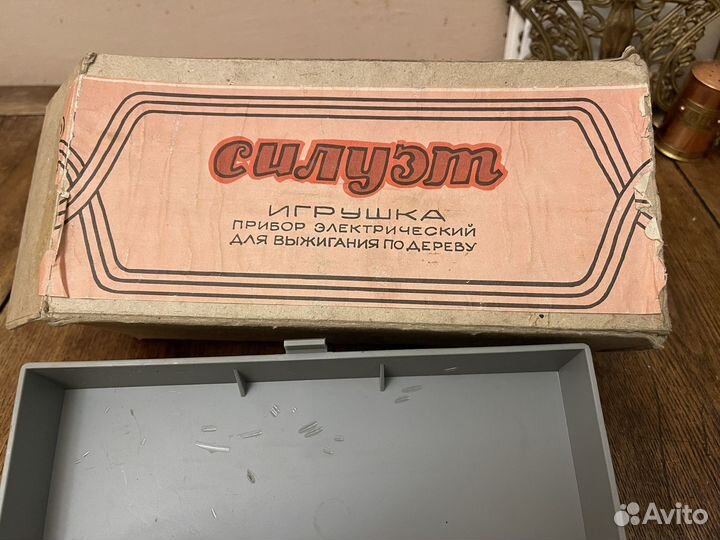 силуэт
ИГРУШКА
ПРИБОР ЭЛЕКТРИЧЕСКИЙ
ДЛЯ ВЫЖИГАНИЯ ПО ДЕРЕВУ
Avito